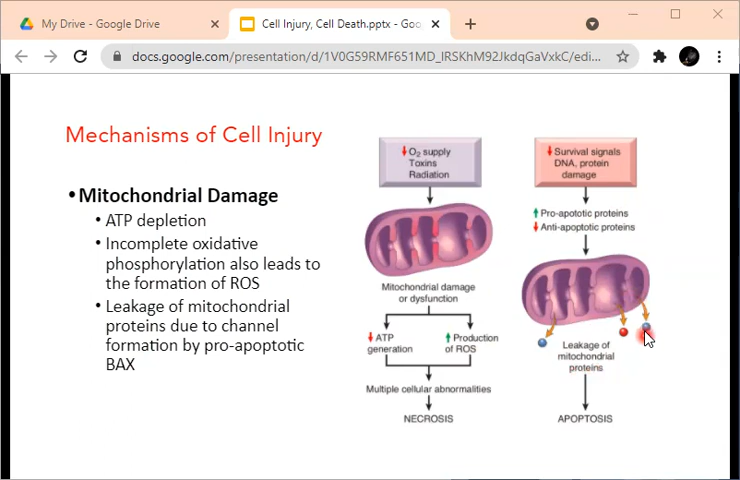 My Drive - Google Drive
Cell Injury, Cell Death.pptx - Goo
docs.google.com/presentation/d/1V0G59RMF651MD_lRSKhM92JkdqGaVxkC/edi...
Mechanisms of Cell Injury
•Mitochondrial Damage
• ATP depletion
• Incomplete oxidative
phosphorylation also leads to
the formation of ROS
• Leakage of mitochondrial
proteins due to channel
formation by pro-apoptotic
BAX
O2 supply
Toxins
Radiation
Mitochondrial damage
or dysfunction
ATP
generation
Production
of ROS
Multiple cellular abnormalities
NECROSIS
Survival signals
DNA, protein
damage
Pro-apoptotic proteins
Anti-apoptotic proteins
Leakage of
mitochondrial
proteins
APOPTOSIS